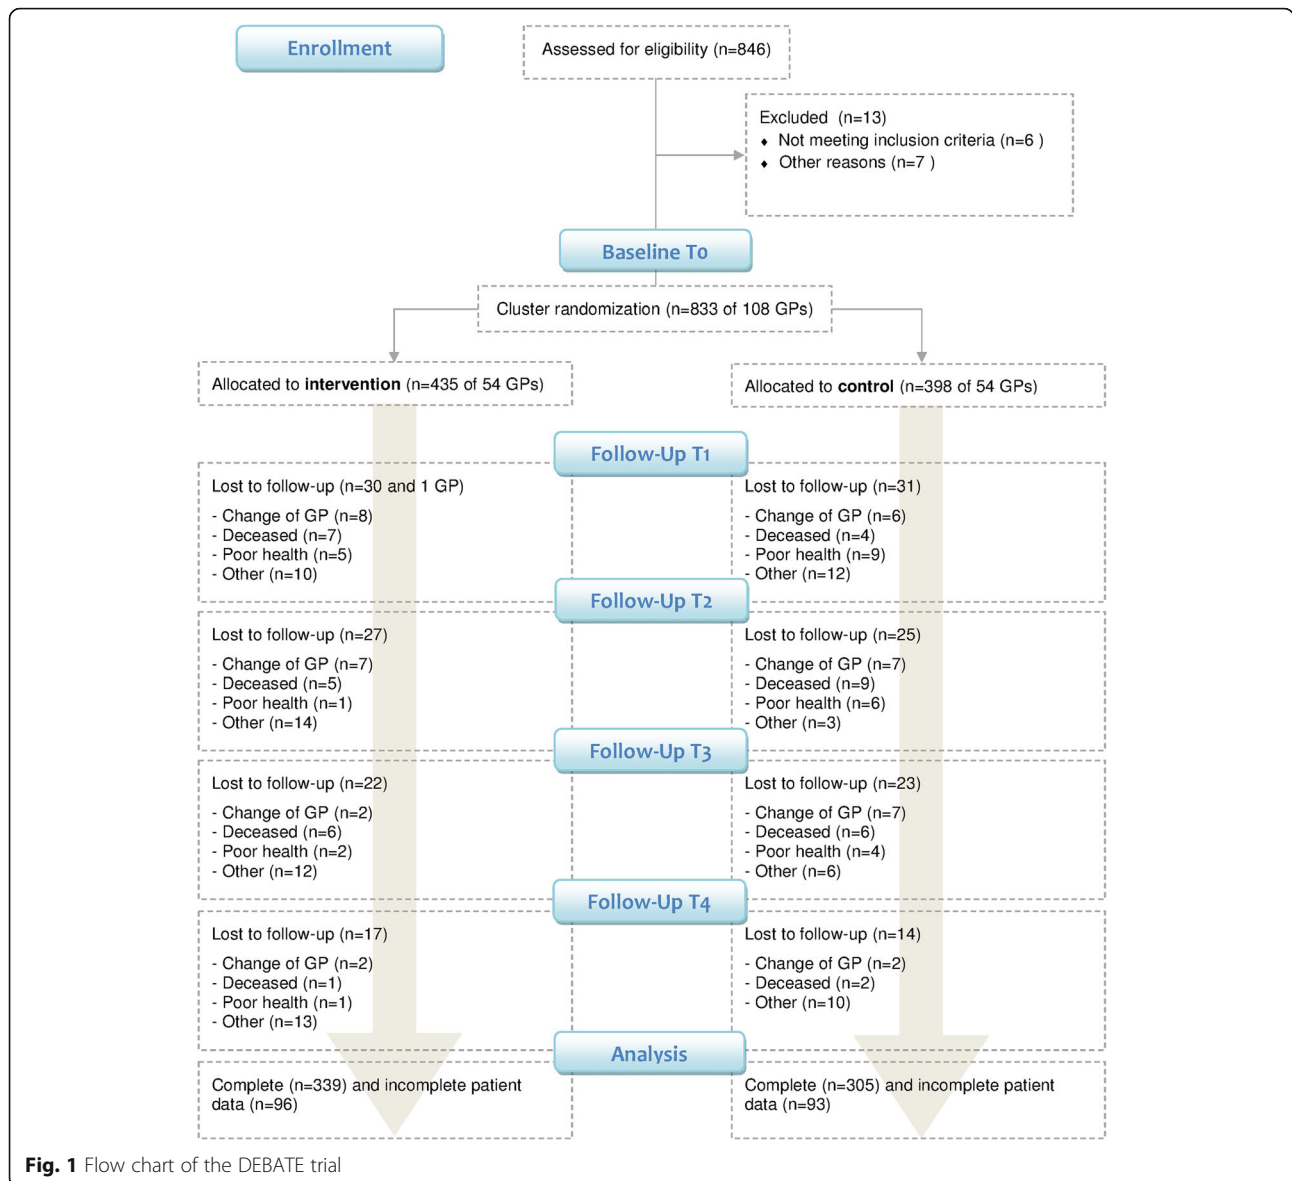 Enrollment
Assessed for eligibility (n=846)
Excluded (n=13)
⬧ Not meeting inclusion criteria (n=6 )
⬧ Other reasons (n=7 )
Baseline T0
Cluster randomization (n=833 of 108 GPs)
Allocated to intervention (n=435 of 54 GPs)
Allocated to control (n=398 of 54 GPs)
Follow-Up T1
Lost to follow-up (n=30 and 1 GP)
- Change of GP (n=8)
- Deceased (n=7)
- Poor health (n=5)
- Other (n=10)
Lost to follow-up (n=31)
- Change of GP (n=6)
- Deceased (n=4)
- Poor health (n=9)
- Other (n=12)
Follow-Up T2
Lost to follow-up (n=27)
- Change of GP (n=7)
- Deceased (n=5)
- Poor health (n=1)
- Other (n=14)
Lost to follow-up (n=25)
- Change of GP (n=7)
- Deceased (n=9)
- Poor health (n=6)
- Other (n=3)
Follow-Up T3
Lost to follow-up (n=22)
- Change of GP (n=2)
- Deceased (n=6)
- Poor health (n=2)
- Other (n=12)
Lost to follow-up (n=23)
- Change of GP (n=7)
- Deceased (n=6)
- Poor health (n=4)
- Other (n=6)
Follow-Up T4
Lost to follow-up (n=17)
- Change of GP (n=2)
- Deceased (n=1)
- Poor health (n=1)
- Other (n=13)
Lost to follow-up (n=14)
- Change of GP (n=2)
- Deceased (n=2)
- Other (n=10)
Analysis
Complete (n=339) and incomplete patient
data (n=96)
Complete (n=305) and incomplete patient
data (n=93)
Fig. 1 Flow chart of the DEBATE trial